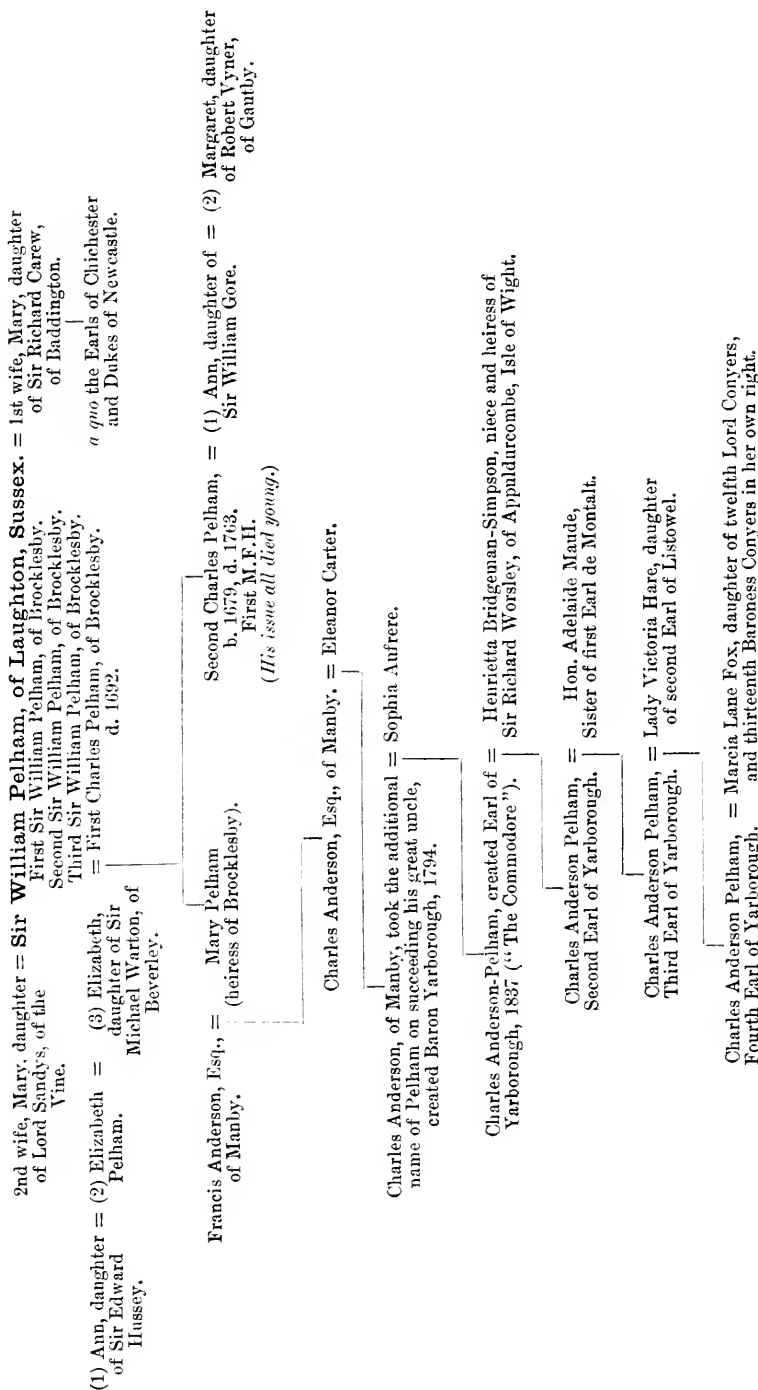 2nd wife, Mary, daughter = Sir William Pelham, of Laughton, Sussex. = 1st wife, Mary, daughter
of Lord Sandys, of the
Vine.
First Sir William Pelham, of Brocklesby.
Second Sir William Pelham, of Brocklesby.
Third Sir William Pelham, of Brocklesby.
of Sir Richard Carew,
of Baddington.
a quo the Earls of Chichester
and Dukes of Newcastle.
(1) Ann, daughter = (2) Elizabeth = (3) Elizabeth, = First Charles Pelham, of Brocklesby.
of Sir Edward
Hussey.
Pelham.
daughter of Sir
Michael Warton, of
Beverley.
d. 1692.
Francis Anderson, Esq., = Mary Pelham
of Manby.
(heiress of Brocklesby).
Second Charles Pelham, = (1) Ann, daughter of = (2) Margaret, daughter
b. 1679, d. 1763.
First M.F.H.
(His issue all died young.)
Sir William Gore.
of Robert Vyner,
of Gautby.
Charles Anderson, Esq., of Manby. = Eleanor Carter.
Charles Anderson, of Manby, took the additional = Sophia Aufrere.
name of Pelham on succeeding his great uncle,
created Baron Yarborough, 1794.
Charles Anderson-Pelham, created Earl of = Henrietta Bridgeman-Simpson, niece and heiress of
Yarborough, 1837 (“The Commodore”). Sir Richard Worsley, of Appuldurcombe, Isle of Wight.
Charles Anderson Pelham, = Hon. Adelaide Maude,
Second Earl of Yarborough. Sister of first Earl de Montalt.
Charles Anderson Pelham, = Lady Victoria Hare, daughter
Third Earl of Yarborough. of second Earl of Listowel.
Charles Anderson Pelham, = Marcia Lane Fox, daughter of twelfth Lord Conyers,
Fourth Earl of Yarborough. and thirteenth Baroness Conyers in her own right.